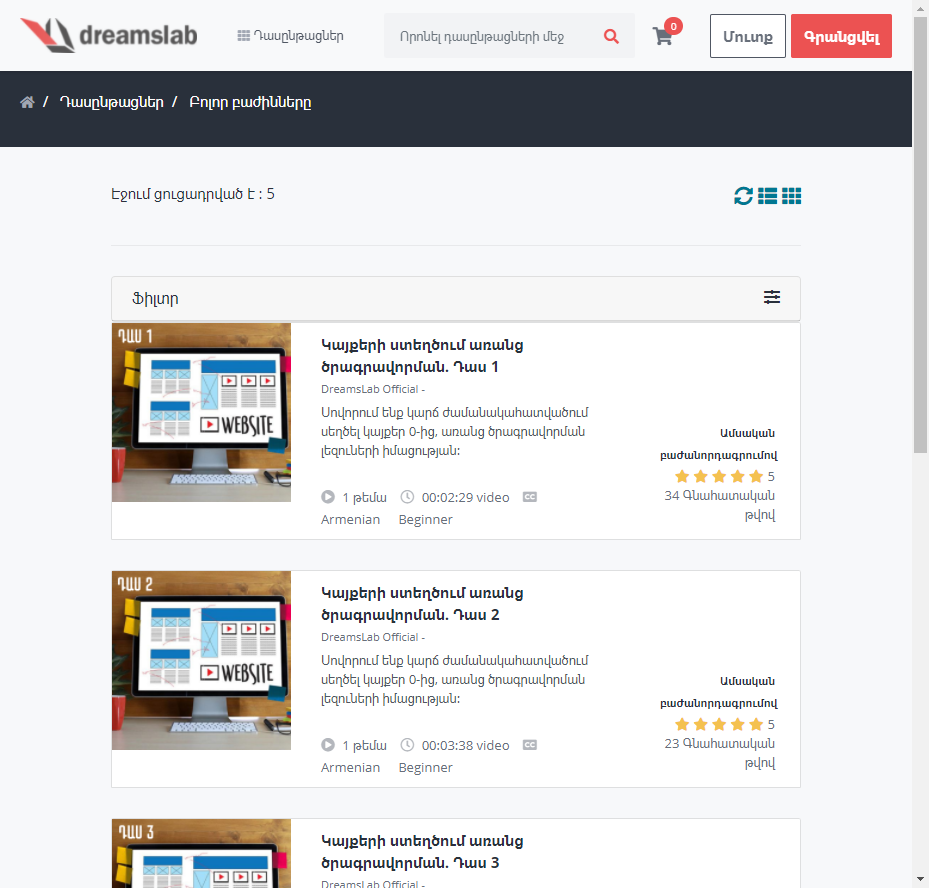 dreamslab
Դասընթացներ
Որոնել դասընթացների մեջ
0
Մուտք
Գրանցվել
/ Դասընթացներ / Բոլոր բաժինները
Էջում ցուցադրված է : 5
Ֆիլտր
ԴԱՍ 1
WEBSITE
Կայքերի ստեղծում առանց
ծրագրավորման. Դաս 1
DreamsLab Official -
Սովորում ենք կարճ ժամանակահատվածում
սեղծել կայքեր 0-ից, առանց ծրագրավորման
լեզուների իմացության:
1 թեմա 00:02:29 video CC
Armenian Beginner
Ամսական
բաժանորդագրումով
5
34 Գնահատական
թվով
ԴԱՍ 2
WEBSITE
Կայքերի ստեղծում առանց
ծրագրավորման. Դաս 2
DreamsLab Official -
Սովորում ենք կարճ ժամանակահատվածում
սեղծել կայքեր 0-ից, առանց ծրագրավորման
լեզուների իմացության:
1 թեմա 00:03:38 video CC
Armenian Beginner
Ամսական
բաժանորդագրումով
5
23 Գնահատական
թվով
ԴԱՍ 3
Կայքերի ստեղծում առանց
ծրագրավորման. Դաս 3
DreamsLab Official -